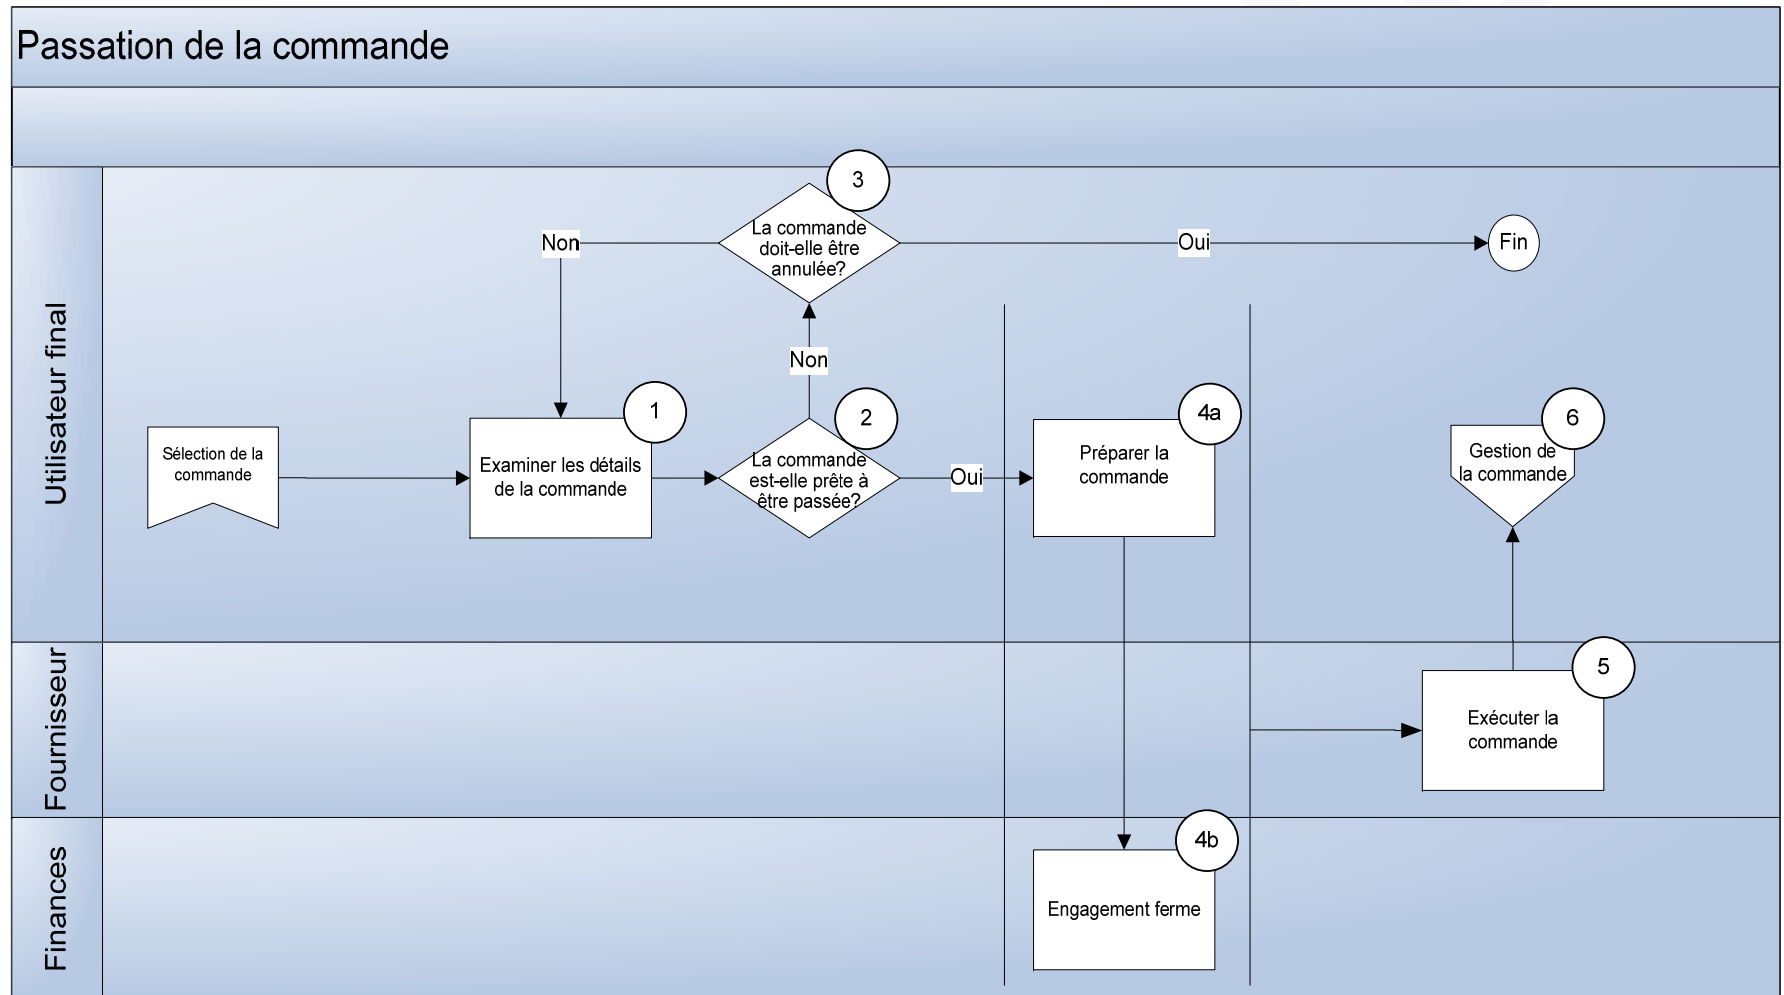 Passation de la commande
Utilisateur final
3
La commande
doit-elle être
annulée?
Non
Oui
Fin
Non
Sélection de la
commande
1
Examiner les détails
de la commande
2
La commande
est-elle prête à
être passée?
Oui
4a
Préparer la
commande
6
Gestion de
la commande
Fournisseur
5
Exécuter la
commande
Finances
4b
Engagement ferme